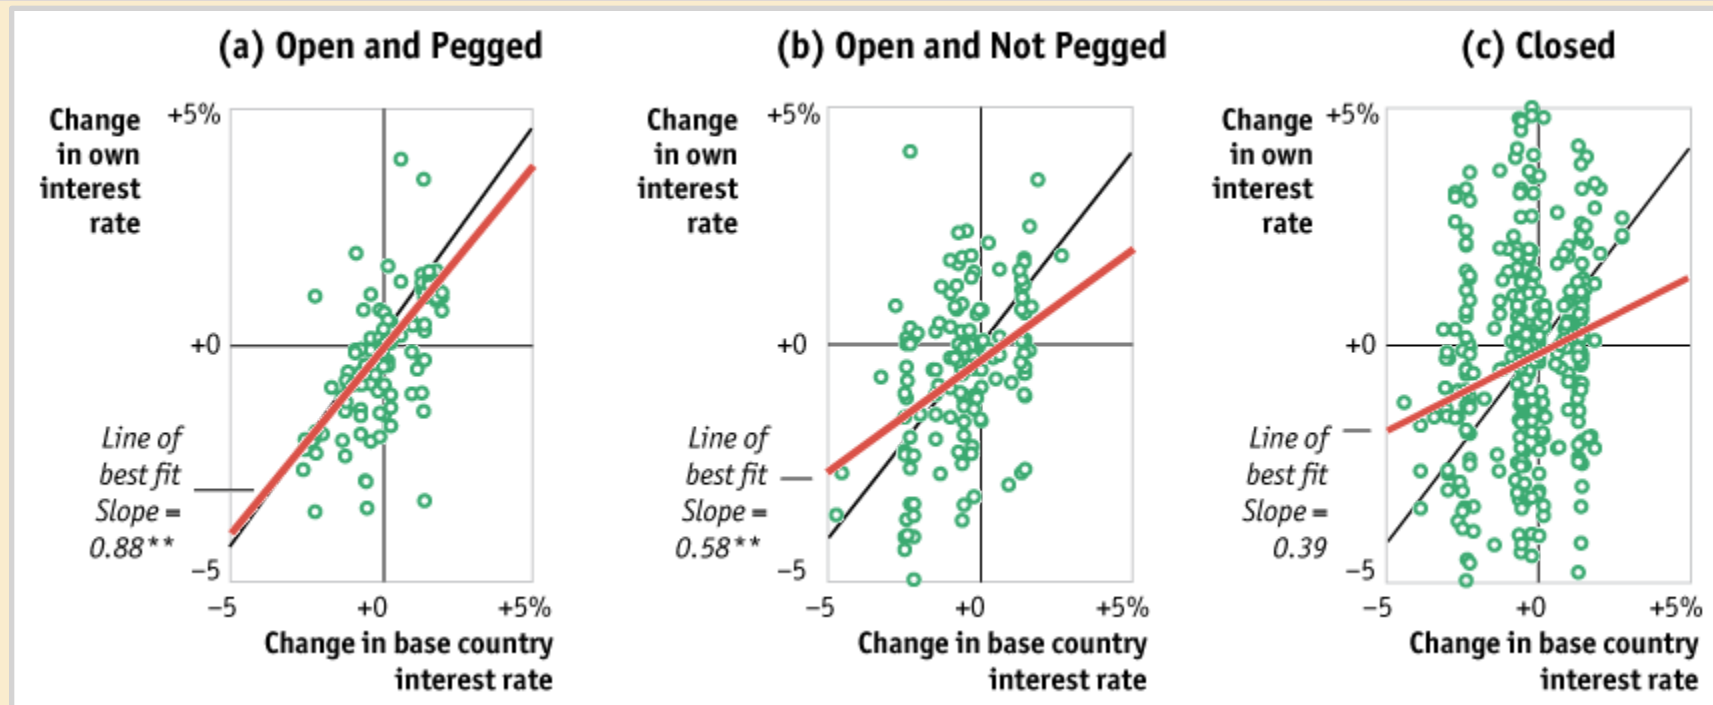 (a) Open and Pegged
Change
in own
interest
rate
+5%
+0
−5
Line of
best fit
Slope =
0.88**
−5
+0
+5%
Change in base country
interest rate
(b) Open and Not Pegged
Change
in own
interest
rate
+5%
+0
−5
Line of
best fit
Slope =
0.58**
−5
+0
+5%
Change in base country
interest rate
(c) Closed
Change
in own
interest
rate
+5%
+0
−5
Line of
best fit
Slope =
0.39
−5
+0
+5%
Change in base country
interest rate